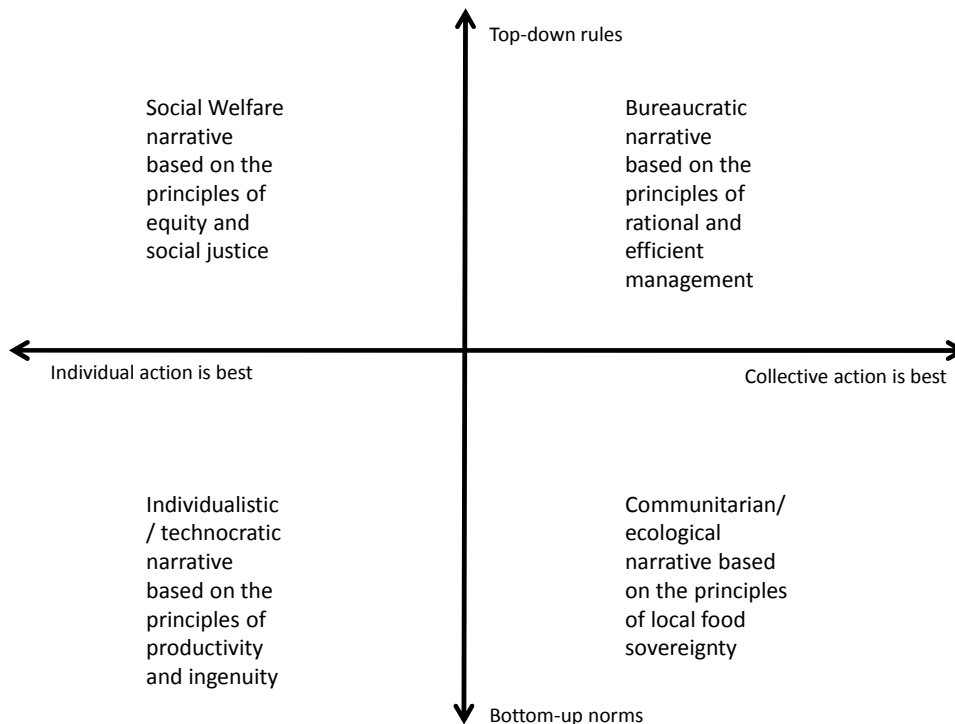 Top-down rules
Social Welfare
narrative
based on the
principles of
equity and
social justice
Bureaucratic
narrative
based on the
principles of
rational and
efficient
management
Individual action is best
Collective action is best
Individualistic
/ technocratic
narrative
based on the
principles of
productivity
and ingenuity
Communitarian/
ecological
narrative based
on the principles
of local food
sovereignty
Bottom-up norms